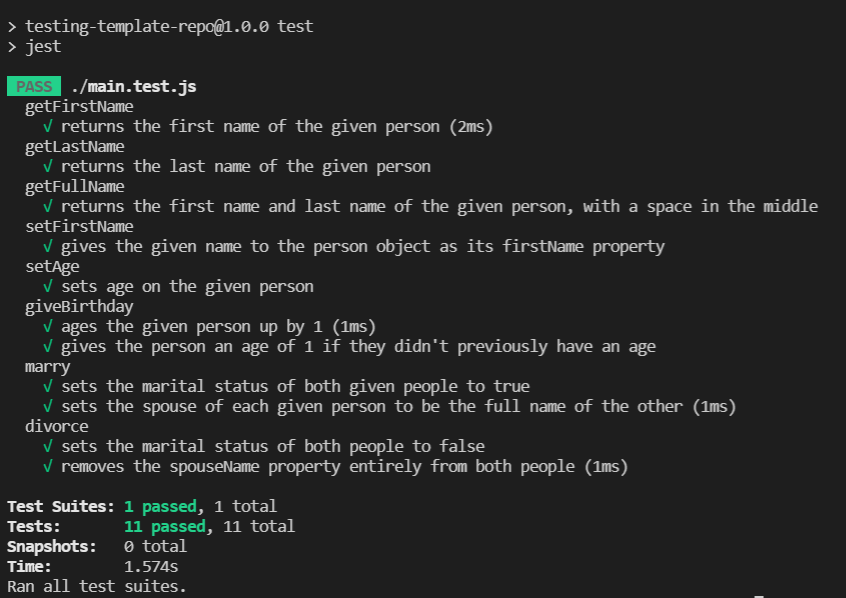 > testing-template-repo@1.0.0 test
> jest
PASS ./main.test.js
getFirstName
√ returns the first name of the given person (2ms)
getLastName
√ returns the last name of the given person
getFullName
√ returns the first name and last name of the given person, with a space in the middle
setFirstName
√ gives the given name to the person object as its firstName property
setAge
√ sets age on the given person
giveBirthday
√ ages the given person up by 1 (1ms)
√ gives the person an age of 1 if they didn't previously have an age
marry
√ sets the marital status of both given people to true
√ sets the spouse of each given person to be the full name of the other (1ms)
divorce
√ sets the marital status of both people to false
√ removes the spouseName property entirely from both people (1ms)
Test Suites: 1 passed, 1 total
Tests: 11 passed, 11 total
Snapshots: 0 total
Time: 1.574s
Ran all test suites.